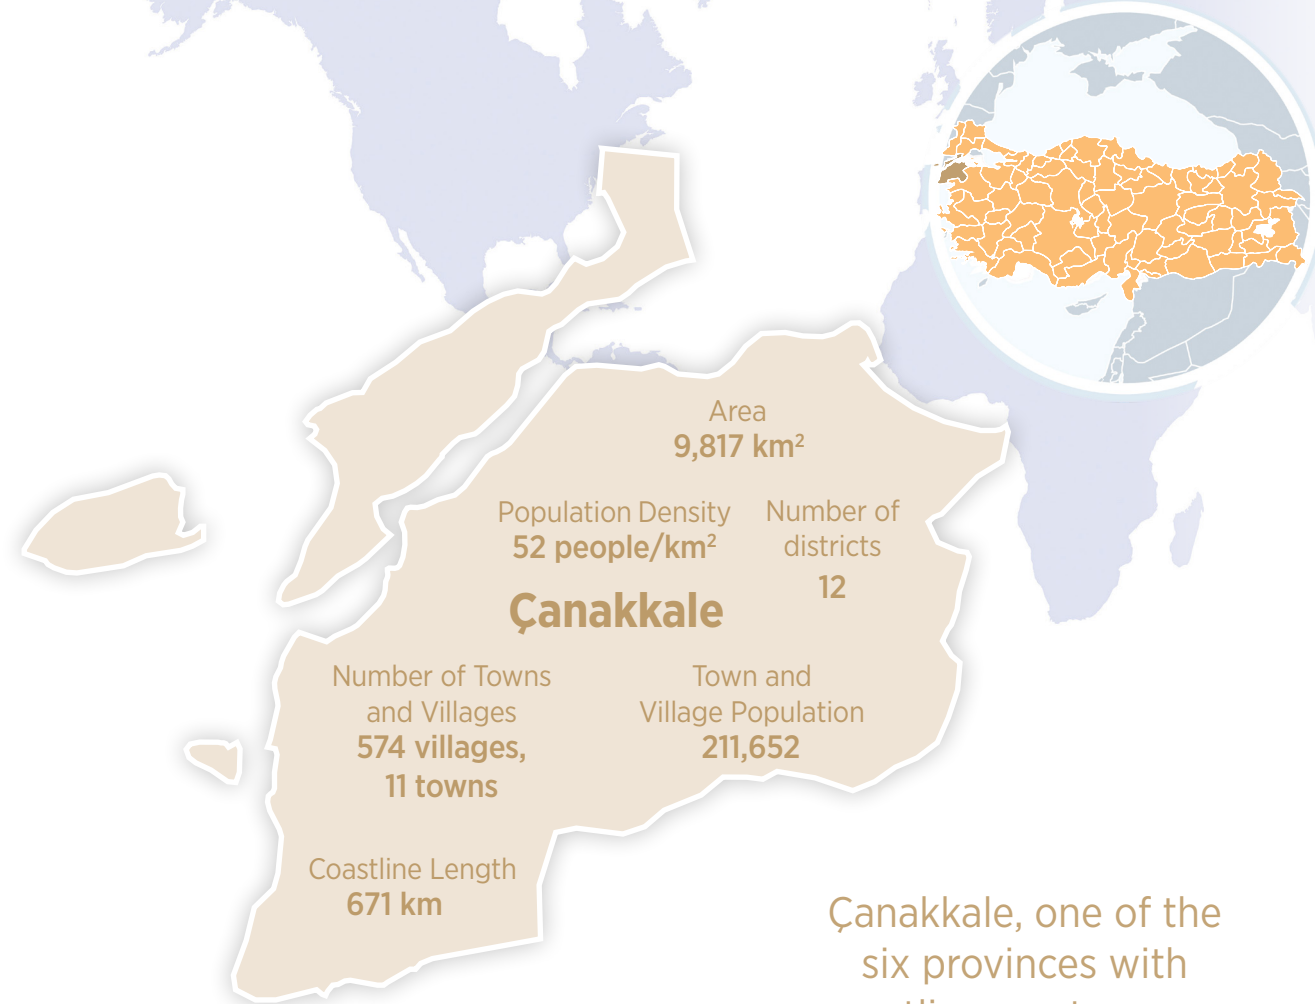 Area
9,817 km²
Population Density
52 people/km²
Number of
districts
12
Çanakkale
Number of Towns
and Villages
574 villages,
11 towns
Town and
Village Population
211,652
Coastline Length
671 km
Çanakkale, one of the
six provinces with